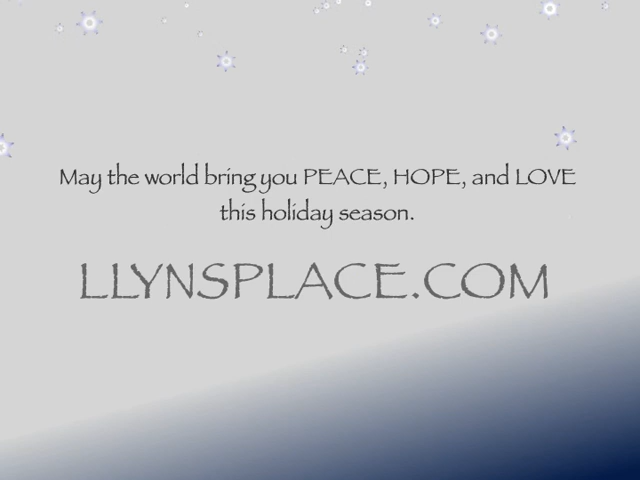 May the world bring you PEACE, HOPE, and LOVE
this holiday season.
LLYNSPLACE.COM